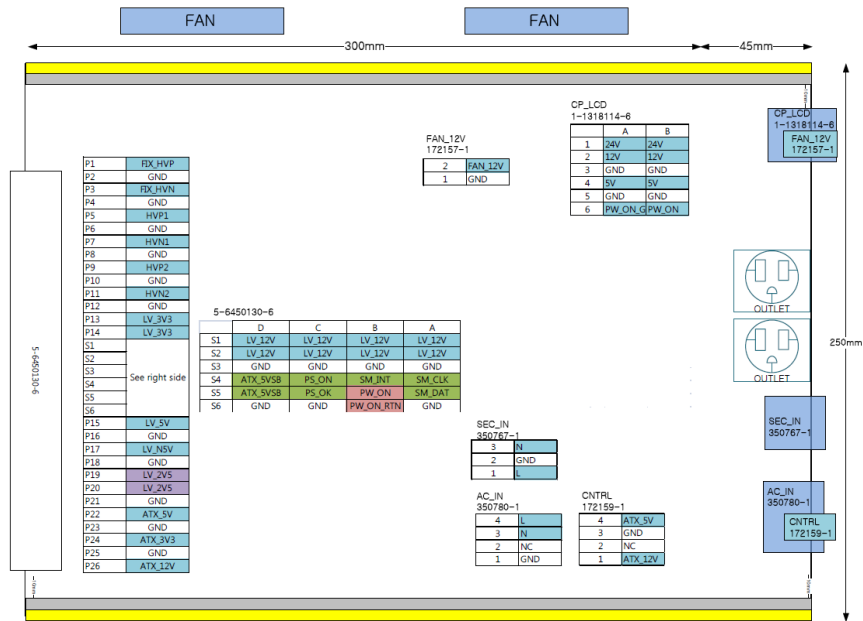 FAN
FAN
300mm
45mm
CP_LCD
1-1318114-6
A B
1 24V 24V
2 12V 12V
3 GND GND
4 5V 5V
5 GND GND
6 PW_ON_G PW_ON
CP_LCD
1-1318114-6
FAN_12V
172157-1
FAN_12V
172157-1
2 FAN_12V
1 GND
P1 FIX_HVP
P2 GND
P3 FIX_HVN
P4 GND
P5 HVP1
P6 GND
P7 HVN1
P8 GND
P9 HVP2
P10 GND
P11 HVN2
P12 GND
P13 LV_3V3
P14 LV_3V3
S1
S2
S3
S4
S5
S6
See right side
P15 LV_5V
P16 GND
P17 LV_N5V
P18 GND
P19 LV_2V5
P20 LV_2V5
P21 GND
P22 ATX_5V
P23 GND
P24 ATX_3V3
P25 GND
P26 ATX_12V
5-6450130-6
5-6450130-6
D C B A
S1 LV_12V LV_12V LV_12V LV_12V
S2 LV_12V LV_12V LV_12V LV_12V
S3 GND GND GND GND
S4 ATX_5VSB PS_ON SM_INT SM_CLK
S5 ATX_5VSB PS_OK PW_ON SM_DAT
S6 GND GND PW_ON_RTN GND
OUTLET
OUTLET
250mm
SEC_IN
350767-1
3 N
2 GND
1 L
SEC_IN
350767-1
AC_IN
350780-1
4 L
3 N
2 NC
1 GND
CNTRL
172159-1
4 ATX_5V
3 GND
2 NC
1 ATX_12V
AC_IN
350780-1
CNTRL
172159-1